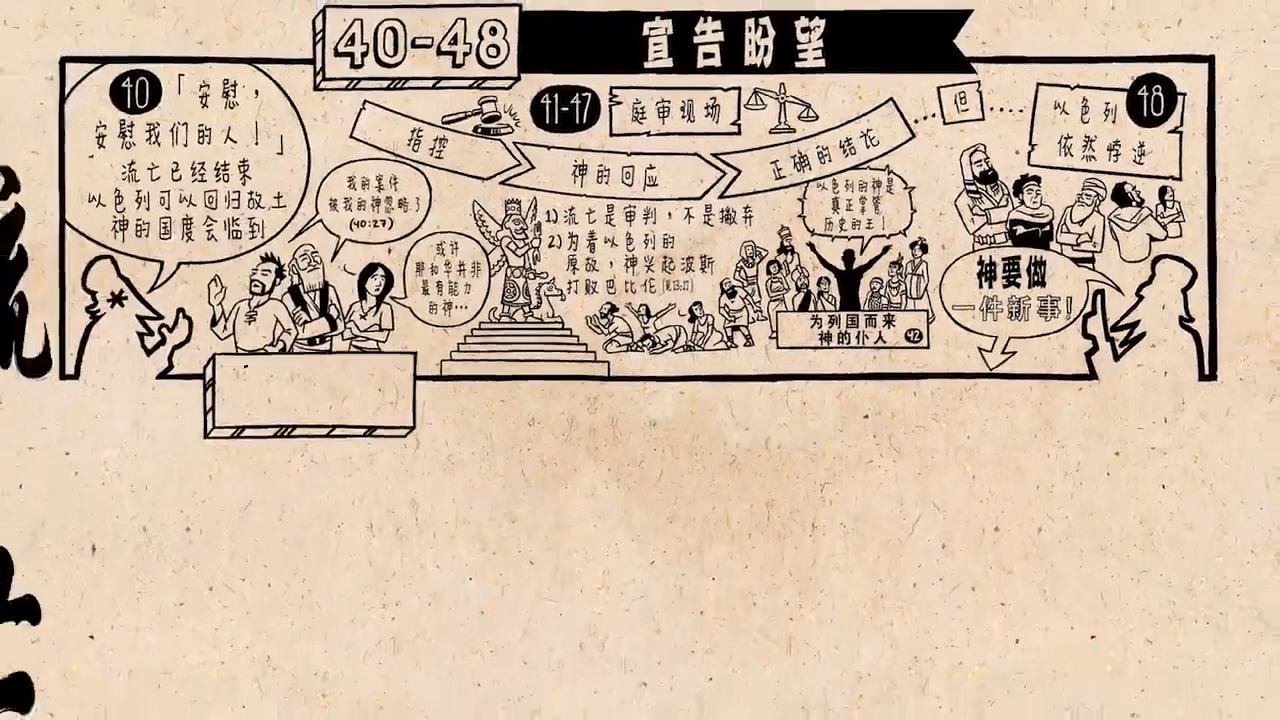 40-48
宣告盼望
40 「安慰，
安慰我们的人！」
流亡已经结束
以色列可以回归故土
神的国度会临到
我的案件
被我的神忽略了
(40:27)
或许
耶和华并非
最有能力
的神…
指控
41-47
庭审现场
神的回应
正确的结论
1) 流亡是审判，不是撇弃
2) 为着以色列的
原故，神兴起波斯
打败巴比伦
以色列的神是
真正掌管
历史的王！
为列国而来
神的仆人 42
但……
48
以色列
依然悖逆
神要做
一件新事！